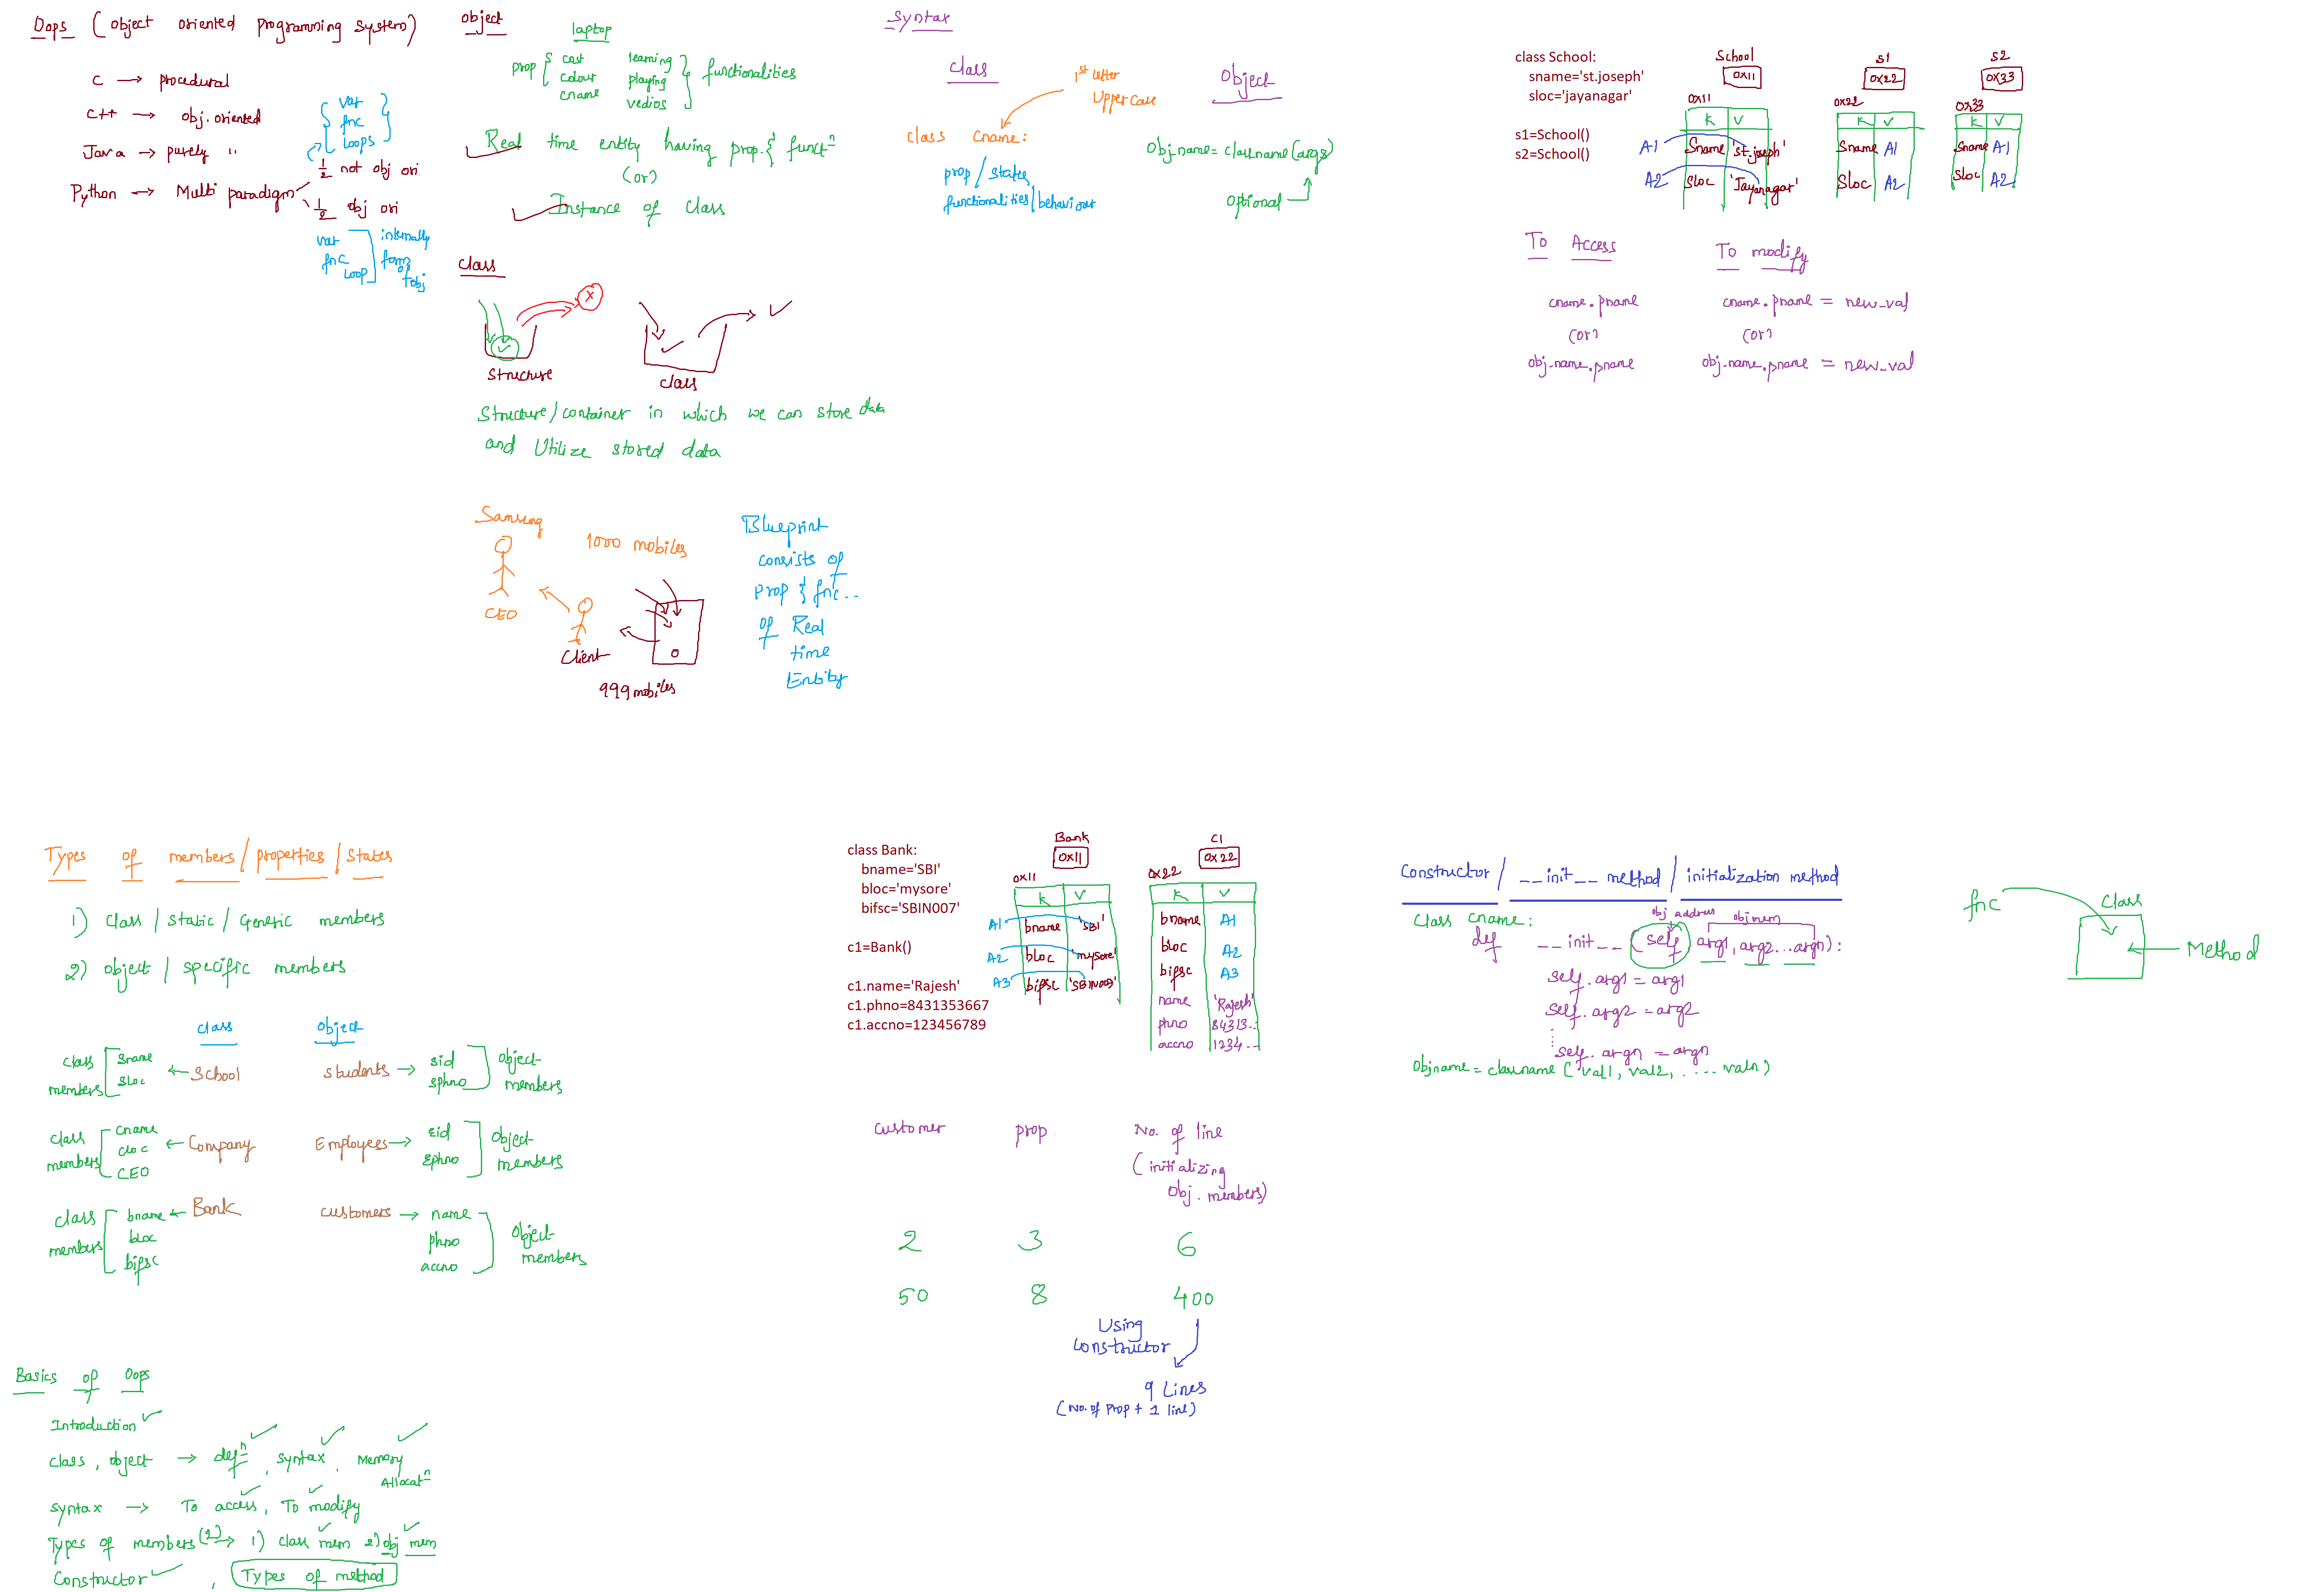 Oops (object oriented programming system)
C → procedural
C++ → obj. oriented
Java → purely "
Python → Multi paradigm
var
fnc
loops
1/2 not obj ori.
1/2 obj ori
var
fnc
loop
internally
form
of
obj
object
laptop
prop { cost
colour
cname
learning
playing
vedios
functionalities
Real time entity having prop. & functn
(or)
Instance of class
class
X
structure
class
Structure/container in which we can store data
and Utilize stored data
Samsung
CEO
1000 mobiles
Client
999 mobiles
Blueprint
consists of
prop & fnc...
of Real
time
Entity
Syntax
class
1st letter
Upper case
class Cname:
prop/states
functionalities/behaviour
Object
Obj-name = classname(args)
optional
class School:
sname='st.joseph'
sloc='jayanagar'
s1=School()
s2=School()
School
0x11
0x11
K V
A1 Sname 'st.joseph'
A2 Sloc 'Jayanagar'
s1
0x22
0x22
K V
Sname A1
Sloc A2
s2
0x33
0x33
K V
Sname A1
Sloc A2
To Access
cname.pname
(or)
obj-name.pname
To modify
cname.pname = new_val
(or)
obj-name.pname = new_val
Types of members/properties/states
1) class / static / Generic members
2) object / specific members
class object
class
members
sname
sloc
← School
students →
sid
sphno
object
members
class
members
cname
cloc
CEO
← Company
Employees →
eid
Ephno
object
members
class
members
bname
bloc
bifsc
← Bank
customers →
name
phno
accno
object
members
Basics of Oops
Introduction
class, object → defn, syntax, Memory
Allocatn
syntax → To access, To modify
Types of members (2) → 1) class mem 2) obj mem
Constructor, Types of method
class Bank:
bname='SBI'
bloc='mysore'
bifsc='SBIN007'
c1=Bank()
c1.name='Rajesh'
c1.phno=8431353667
c1.accno=123456789
Bank
0x11
0x11
K V
A1 bname 'SBI'
A2 bloc 'mysore'
A3 bifsc 'SBIN007'
C1
0x22
0x22
K V
bname A1
bloc A2
bifsc A3
name 'Rajesh'
phno 84313..
accno 1234..
customer prop. No. of line
(initializing
obj. members)
2 3 6
50 8 400
Using
constructor
9 Lines
(No. of prop + 1 line)
Constructor / __init__ method / initialization method
Class Cname:
obj address
obj mem
def __init__ (self, arg1, arg2...argn):
self.arg1 = arg1
self.arg2 = arg2
self.argn = argn
Objname = classname (val1, val2, .... valn)
fnc
Class
Method